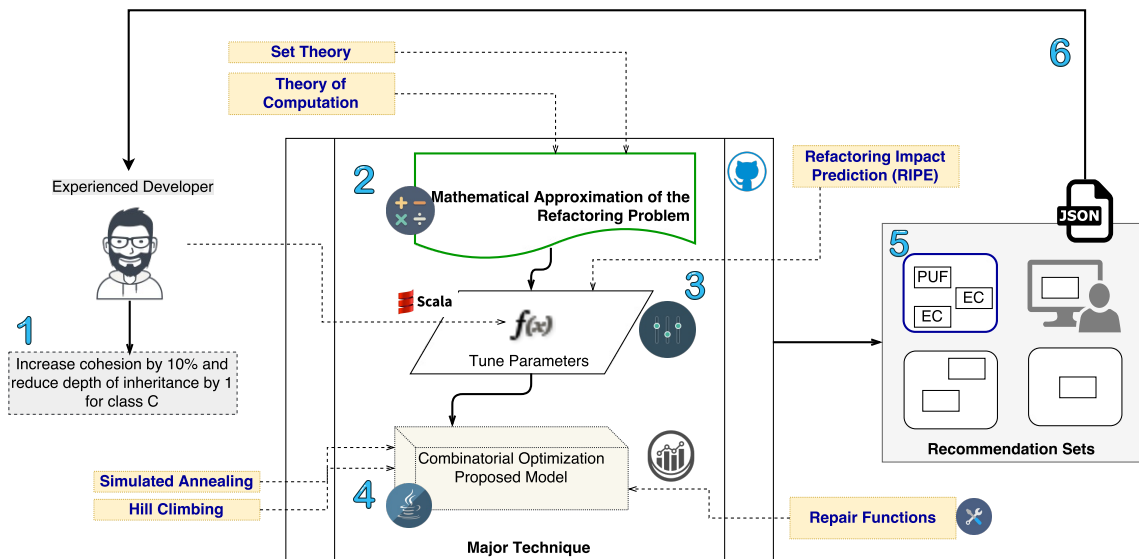 6
Set Theory
Theory of
Computation
Experienced Developer
2
Mathematical Approximation of the
Refactoring Problem
Refactoring Impact
Prediction (RIPE)
JSON
5
PUF
EC
EC
3
Scala
f(x)
Tune Parameters
1
Increase cohesion by 10% and
reduce depth of inheritance by 1
for class C
Recommendation Sets
Combinatorial Optimization
Proposed Model
Simulated Annealing
Hill Climbing
4
Repair Functions
Major Technique